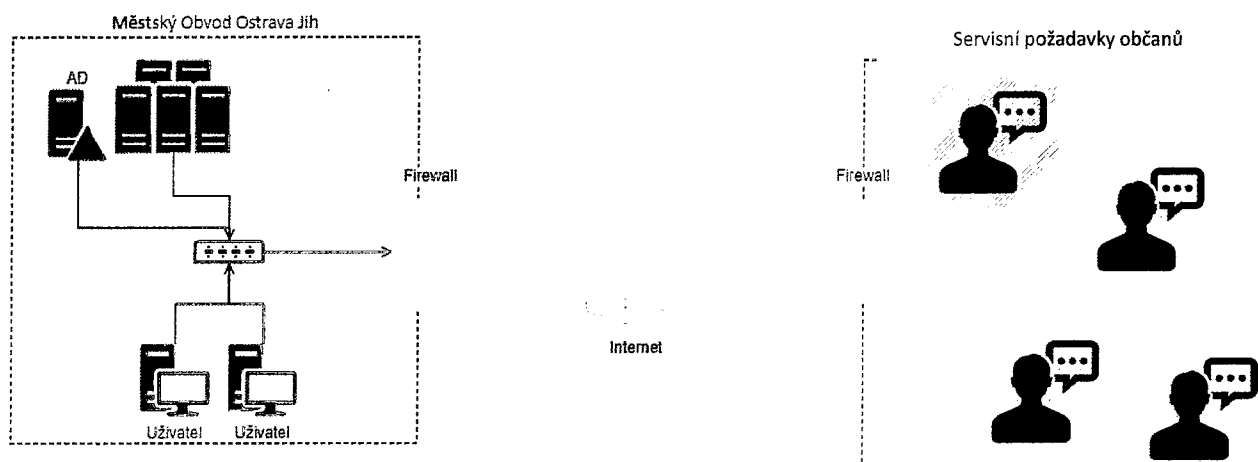 Městský Obvod Ostrava Jih
Servisní požadavky občanů
AD
Firewall
Firewall
Internet
Uživatel
Uživatel